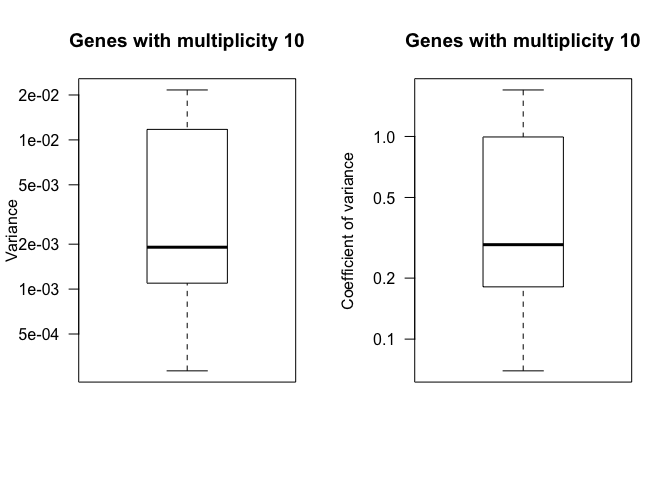 Genes with multiplicity 10
Variance
2e-02
1e-02
5e-03
2e-03
1e-03
5e-04
Genes with multiplicity 10
Coefficient of variance
1.0
0.5
0.2
0.1